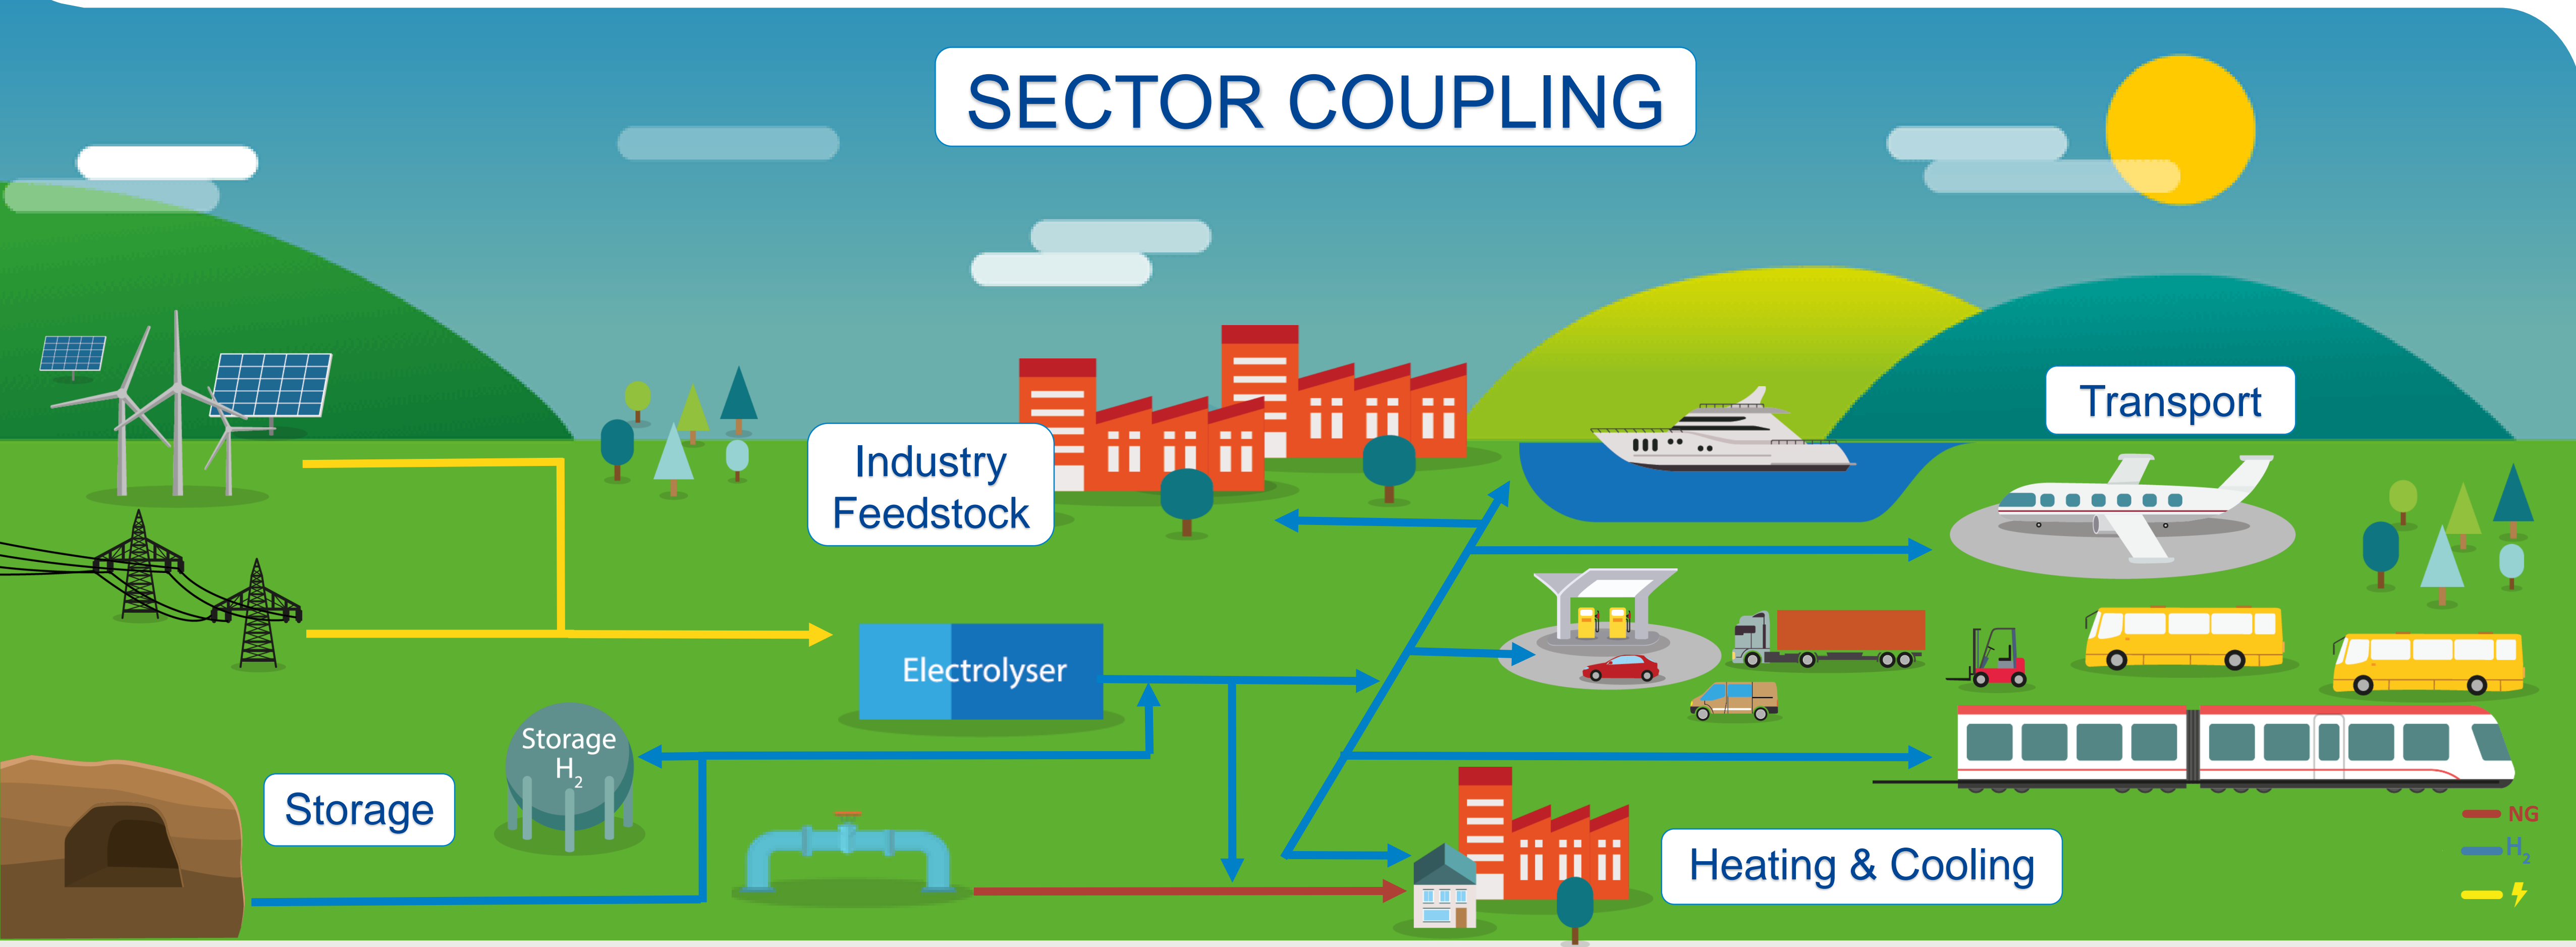 SECTOR COUPLING
Transport
Industry
Feedstock
Electrolyser
Storage
H₂
Storage
Heating & Cooling
NG
H₂